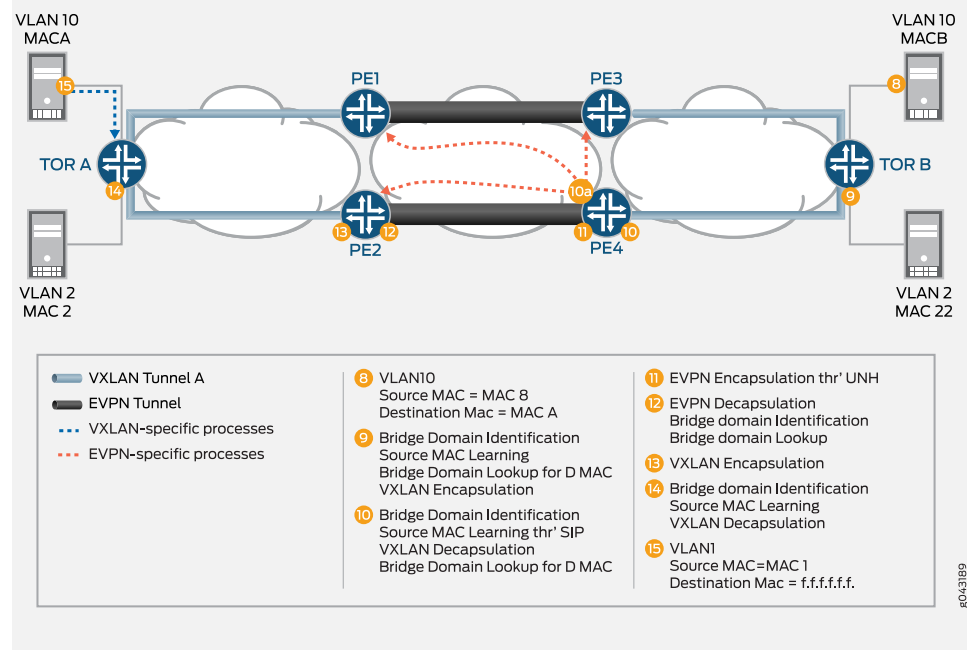 VLAN 10
MACA
VLAN 10
MACB
15
PE1
PE3
8
TOR A
TOR B
14
10a
9
13
12
11
10
PE2
PE4
VLAN 2
MAC 2
VLAN 2
MAC 22
VXLAN Tunnel A
EVPN Tunnel
VXLAN-specific processes
EVPN-specific processes
8 VLAN10
Source MAC = MAC 8
Destination Mac = MAC A
9 Bridge Domain Identification
Source MAC Learning
Bridge Domain Lookup for D MAC
VXLAN Encapsulation
10 Bridge Domain Identification
Source MAC Learning thr' SIP
VXLAN Decapsulation
Bridge Domain Lookup for D MAC
11 EVPN Encapsulation thr' UNH
12 EVPN Decapsulation
Bridge domain Identification
Bridge domain Lookup
13 VXLAN Encapsulation
14 Bridge domain Identification
Source MAC Learning
VXLAN Decapsulation
15 VLAN1
Source MAC=MAC 1
Destination Mac = f.f.f.f.f.f.
g043189